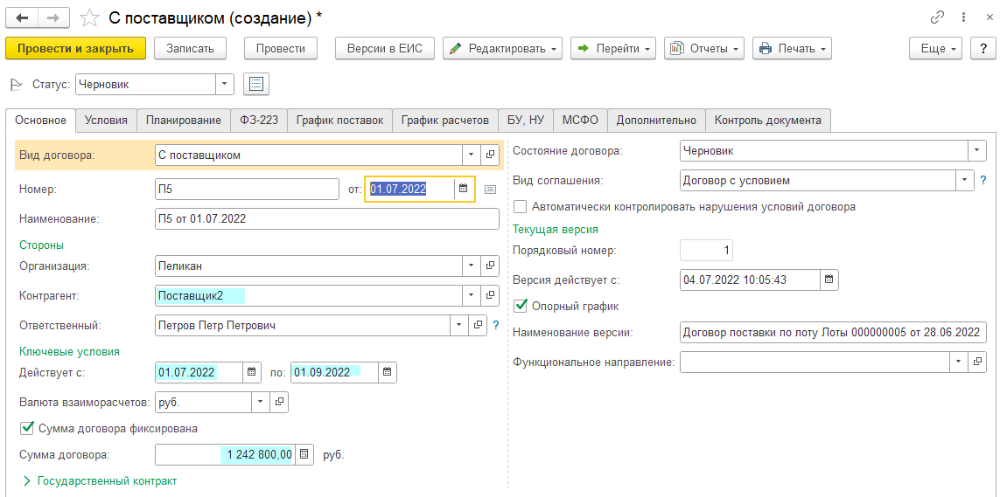 С поставщиком (создание) *
Провести и закрыть Записать Провести Версии в ЕИС Редактировать Перейти Отчеты Печать Еще ?
Статус: Черновик
Основное Условия Планирование ФЗ-223 График поставок График расчетов БУ, НУ МСФО Дополнительно Контроль документа
Вид договора: С поставщиком
Номер: П5 от: 01.07.2022
Наименование: П5 от 01.07.2022
Стороны
Организация: Пеликан
Контрагент: Поставщик2
Ответственный: Петров Петр Петрович ?
Ключевые условия
Действует с: 01.07.2022 по: 01.09.2022
Валюта взаиморасчетов: руб.
Сумма договора фиксирована
Сумма договора: 1 242 800,00 руб.
Государственный контракт
Состояние договора: Черновик
Вид соглашения: Договор с условием ?
Автоматически контролировать нарушения условий договора
Текущая версия
Порядковый номер: 1
Версия действует с: 04.07.2022 10:05:43
Опорный график
Наименование версии: Договор поставки по лоту Лоты 000000005 от 28.06.2022
Функциональное направление: